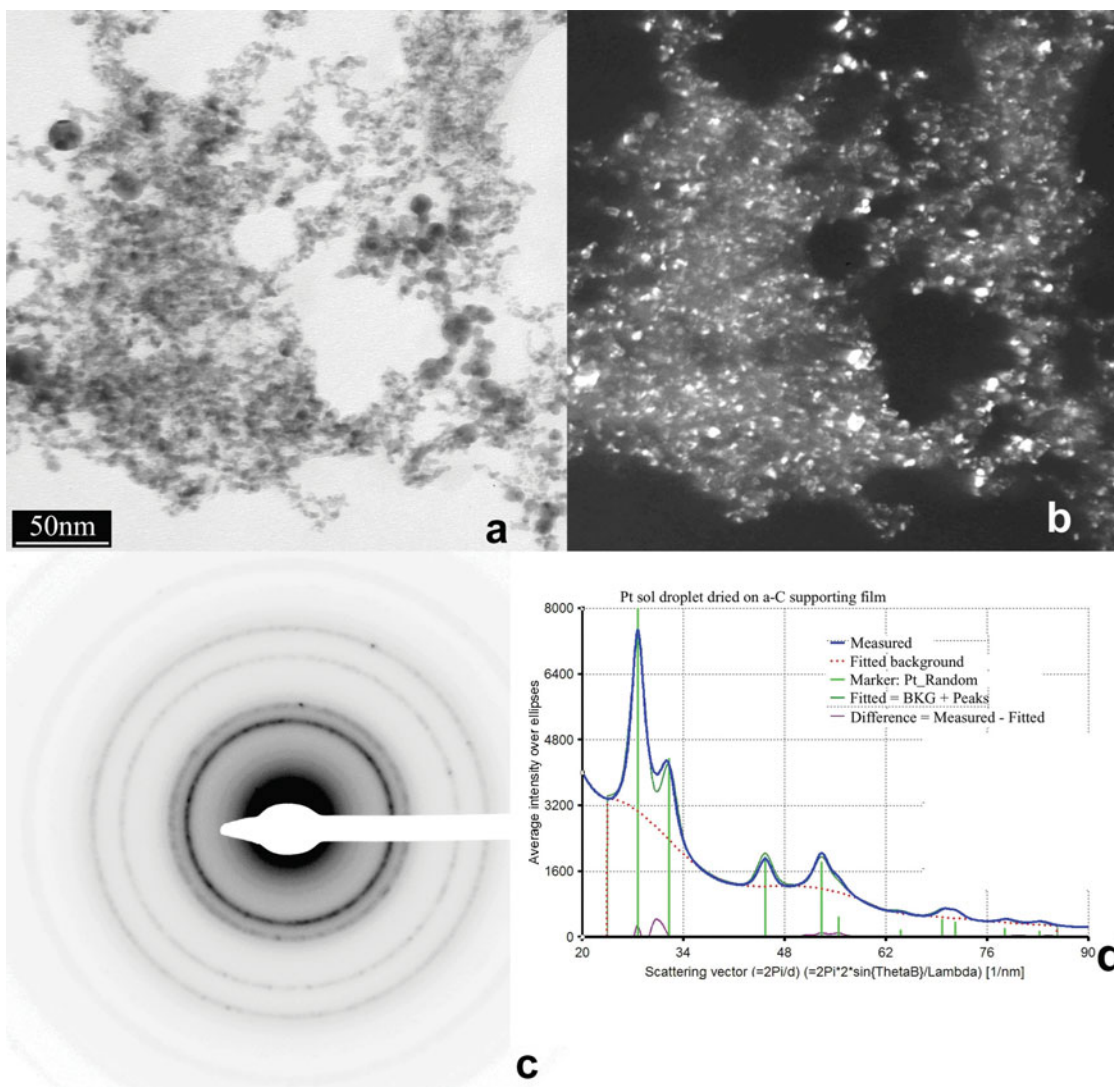 50nm
a
b
c
Pt sol droplet dried on a-C supporting film
8000
6400
4800
3200
1600
0
Average intensity over ellipses
Measured
Fitted background
Marker: Pt_Random
Fitted = BKG + Peaks
Difference = Measured - Fitted
20 34 48 62 76 90
Scattering vector (=2Pi/d) (=2Pi*2*sin{ThetaB}/Lambda) [1/nm]
d